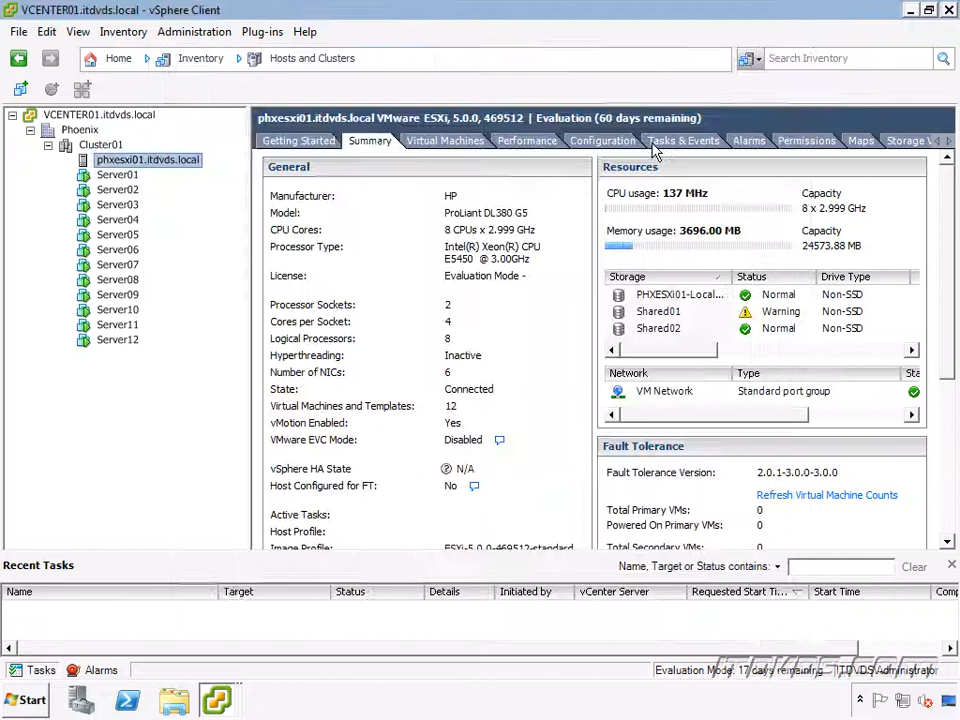 VCENTER01.itdvds.local - vSphere Client
File Edit View Inventory Administration Plug-ins Help
Home Inventory Hosts and Clusters Search Inventory
VCENTER01.itdvds.local
Phoenix
Cluster01
phxesxi01.itdvds.local
Server01
Server02
Server03
Server04
Server05
Server06
Server07
Server08
Server09
Server10
Server11
Server12
phxesxi01.itdvds.local VMware ESXi, 5.0.0, 469512 | Evaluation (60 days remaining)
Getting Started Summary Virtual Machines Performance Configuration Tasks & Events Alarms Permissions Maps Storage V
General
Manufacturer: HP
Model: ProLiant DL380 G5
CPU Cores: 8 CPUs x 2.999 GHz
Processor Type: Intel(R) Xeon(R) CPU
E5450 @ 3.00GHz
License: Evaluation Mode -
Processor Sockets: 2
Cores per Socket: 4
Logical Processors: 8
Hyperthreading: Inactive
Number of NICs: 6
State: Connected
Virtual Machines and Templates: 12
vMotion Enabled: Yes
VMware EVC Mode: Disabled
vSphere HA State N/A
Host Configured for FT: No
Active Tasks:
Host Profile:
Image Profile: ESXi-5.0.0-469512-standard
Resources
CPU usage: 137 MHz Capacity
8 x 2.999 GHz
Memory usage: 3696.00 MB Capacity
24573.88 MB
Storage Status Drive Type
PHXESXi01-Local... Normal Non-SSD
Shared01 Warning Non-SSD
Shared02 Normal Non-SSD
Network Type Sta
VM Network Standard port group
Fault Tolerance
Fault Tolerance Version: 2.0.1-3.0.0-3.0.0
Refresh Virtual Machine Counts
Total Primary VMs: 0
Powered On Primary VMs: 0
Total Secondary VMs: 0
Recent Tasks Name, Target or Status contains: Clear
Name Target Status Details Initiated by vCenter Server Requested Start Ti... Start Time Comp
Tasks Alarms Evaluation Mode: 17 days remaining ITDVDS\Administrator
Start